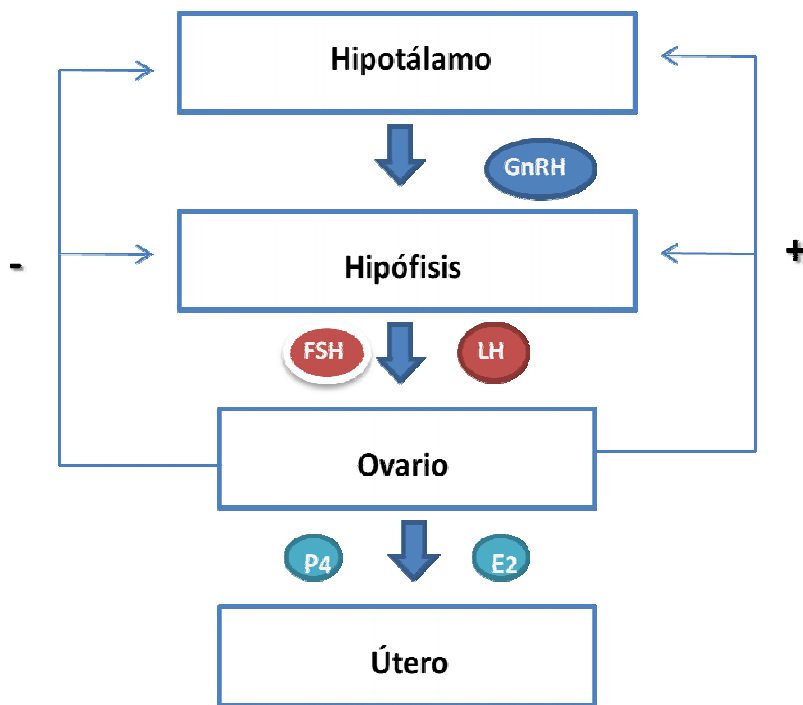 Hipotálamo
GnRH
-
+
Hipófisis
FSH
LH
Ovario
P4
E2
Útero